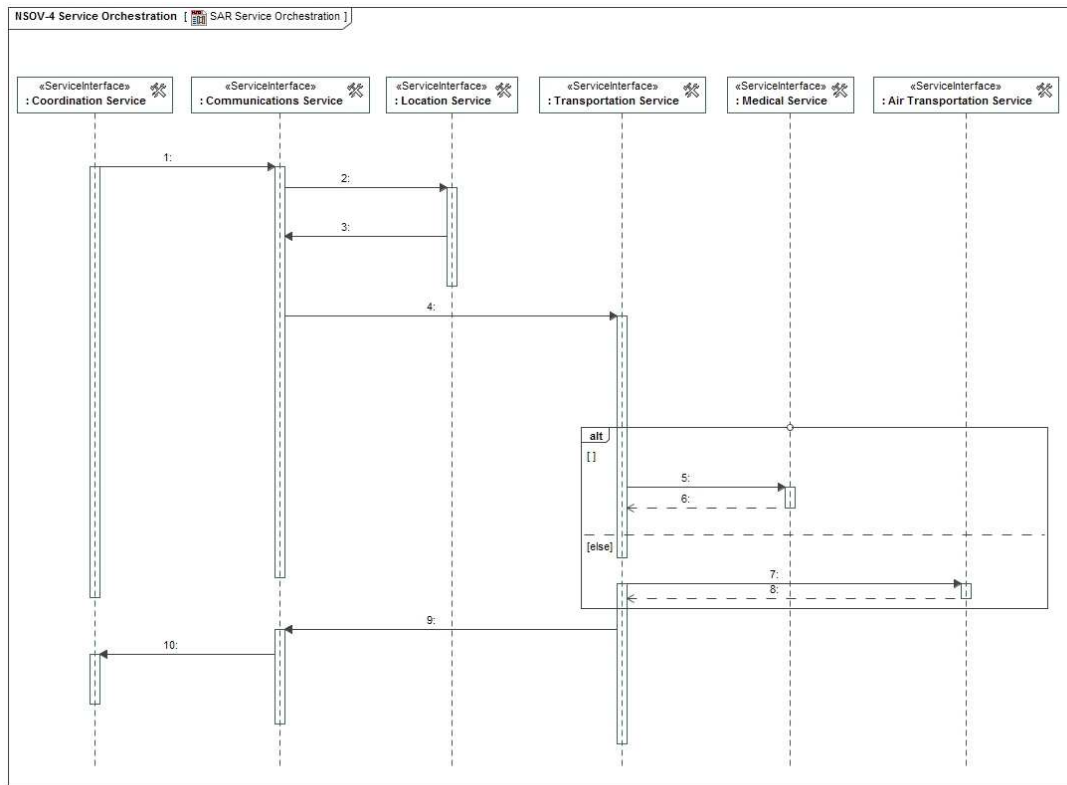 NSOV-4 Service Orchestration [ SAR Service Orchestration ]
«ServiceInterface»
: Coordination Service
«ServiceInterface»
: Communications Service
«ServiceInterface»
: Location Service
«ServiceInterface»
: Transportation Service
«ServiceInterface»
: Medical Service
«ServiceInterface»
: Air Transportation Service
1:
2:
3:
4:
alt
[ ]
5:
6:
[else]
7:
8:
9:
10: